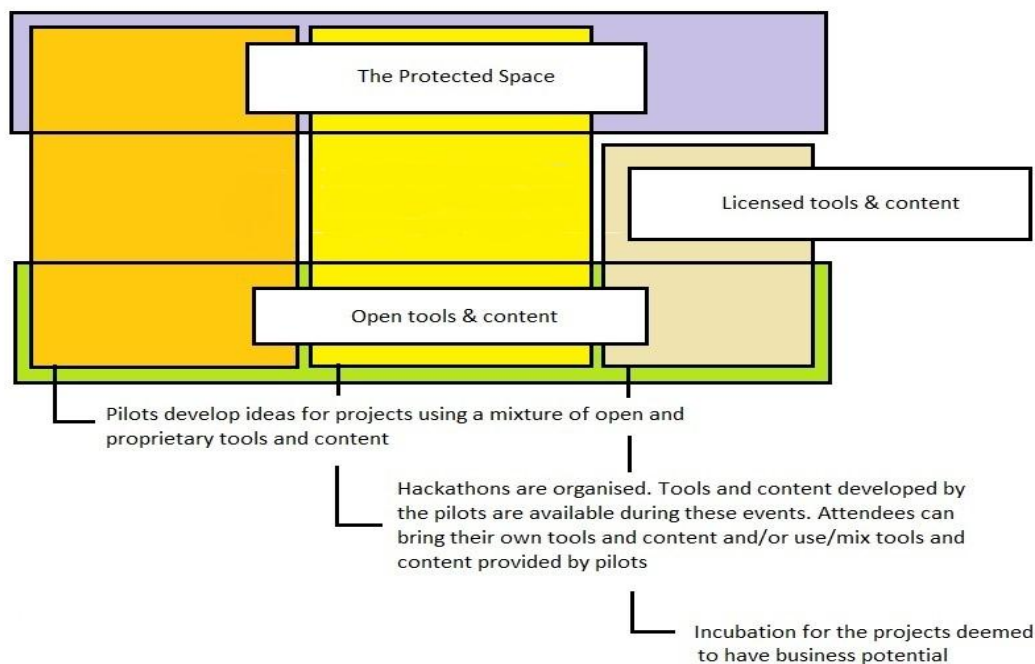 The Protected Space
Licensed tools & content
Open tools & content
Pilots develop ideas for projects using a mixture of open and
proprietary tools and content
Hackathons are organised. Tools and content developed by
the pilots are available during these events. Attendees can
bring their own tools and content and/or use/mix tools and
content provided by pilots
Incubation for the projects deemed
to have business potential